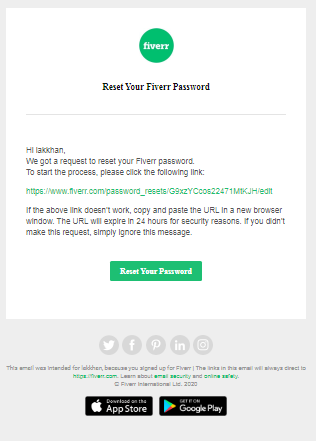 fiverr
Reset Your Fiverr Password
Hi lakkhan,
We got a request to reset your Fiverr password.
To start the process, please click the following link:
https://www.fiverr.com/password_resets/G9xzYCcos22471MfKJH/edit
If the above link doesn't work, copy and paste the URL in a new browser
window. The URL will expire in 24 hours for security reasons. If you didn't
make this request, simply ignore this message.
Reset Your Password
This email was intended for lakkhan, because you signed up for Fiverr | The links in this email will always direct to
https://fiverr.com. Learn about email security and online safety.
© Fiverr International Ltd. 2020
Download on the
App Store
GET IT ON
Google Play